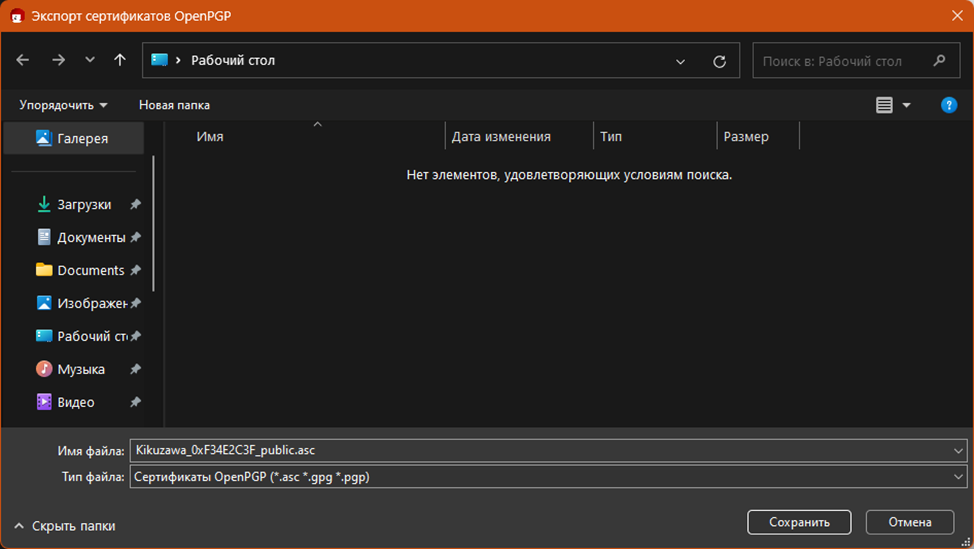 Экспорт сертификатов OpenPGP
Рабочий стол
Поиск в: Рабочий стол
Упорядочить Новая папка
Галерея
Имя Дата изменения Тип Размер
Нет элементов, удовлетворяющих условиям поиска.
Загрузки
Документы
Documents
Изображен
Рабочий сто
Музыка
Видео
Имя файла: Kikuzawa_0xF34E2C3F_public.asc
Тип файла: Сертификаты OpenPGP (*.asc *.gpg *.pgp)
Скрыть папки Сохранить Отмена